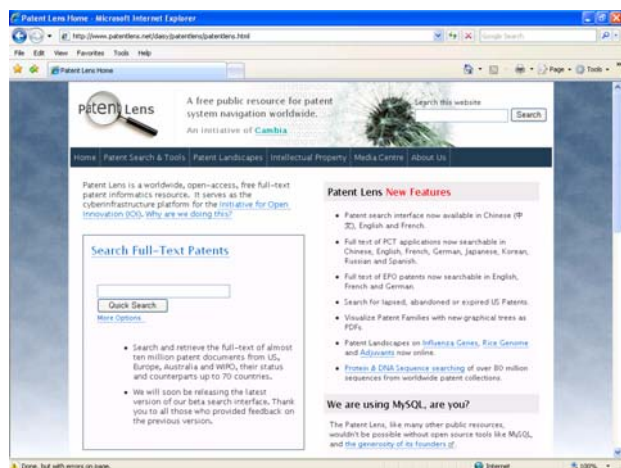 Patent Lens Home - Microsoft Internet Explorer
http://www.patentlens.net/daisy/patentlens/patentlens.html
Google Search
File Edit View Favorites Tools Help
Patent Lens Home
Page Tools
Patent Lens
A free public resource for patent
system navigation worldwide.
An initiative of Cambia
Search this website
Search
Home Patent Search & Tools Patent Landscapes Intellectual Property Media Centre About Us
Patent Lens is a worldwide, open-access, free full-text
patent informatics resource. It serves as the
cyberinfrastructure platform for the Initiative for Open
Innovation (IOI). Why are we doing this?
Search Full-Text Patents
Quick Search
More Options
• Search and retrieve the full-text of almost
ten million patent documents from US,
Europe, Australia and WIPO, their status
and counterparts up to 70 countries.
• We will soon be releasing the latest
version of our beta search interface. Thank
you to all those who provided feedback on
the previous version.
Patent Lens New Features
• Patent search interface now available in Chinese (中
文), English and French.
• Full text of PCT applications now searchable in
Chinese, English, French, German, Japanese, Korean,
Russian and Spanish.
• Full text of EPO patents now searchable in English,
French and German.
• Search for lapsed, abandoned or expired US Patents.
• Visualize Patent Families with new graphical trees as
PDFs.
• Patent Landscapes on Influenza Genes, Rice Genome
and Adjuvants now online.
• Protein & DNA Sequence searching of over 80 million
sequences from worldwide patent collections.
We are using MySQL, are you?
The Patent Lens, like many other public resources,
wouldn't be possible without open source tools like MySQL,
and the generosity of its founders
Done, but with errors on page.
Internet
100%